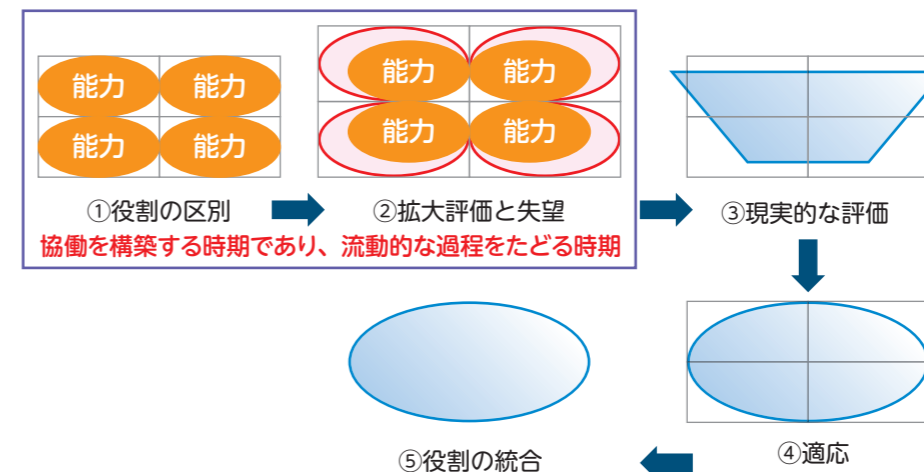 能力 能力 能力 能力
能力 能力 能力 能力
①役割の区別 ②拡大評価と失望 ③現実的な評価
協働を構築する時期であり、流動的な過程をたどる時期
④適応
⑤役割の統合